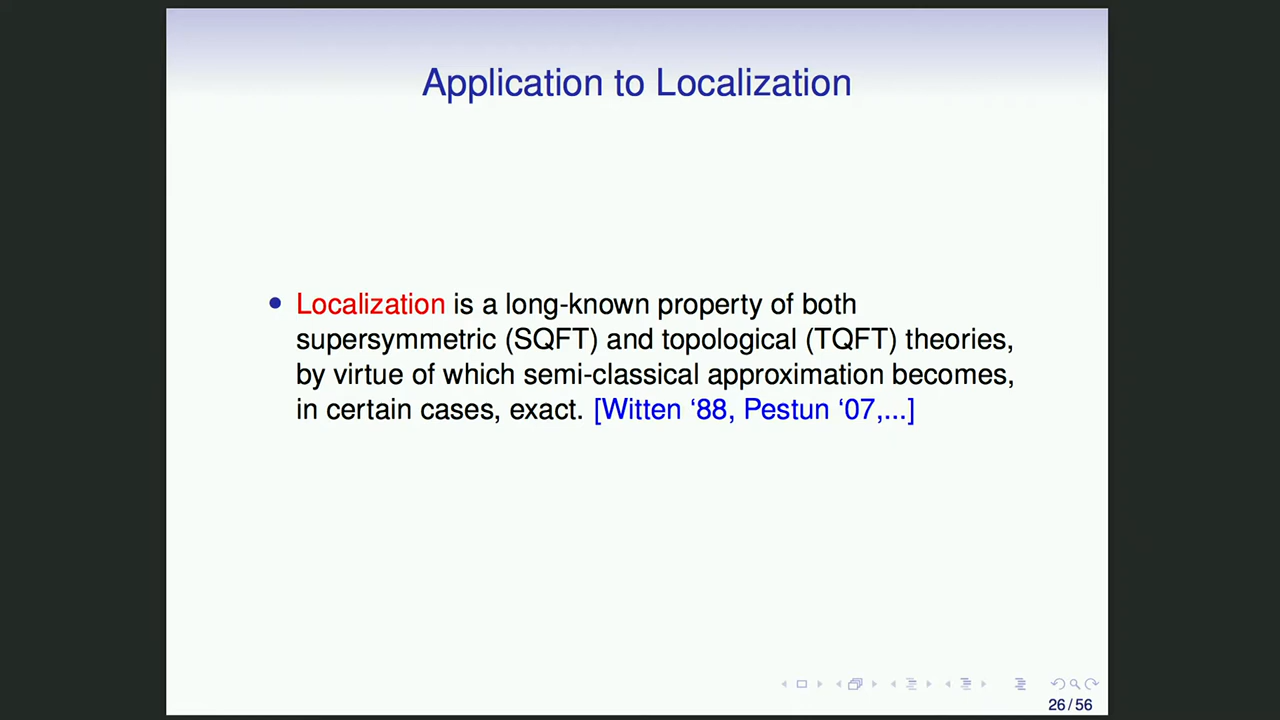 Application to Localization
• Localization is a long-known property of both
supersymmetric (SQFT) and topological (TQFT) theories,
by virtue of which semi-classical approximation becomes,
in certain cases, exact. [Witten ‘88, Pestun ‘07,...]
26/56